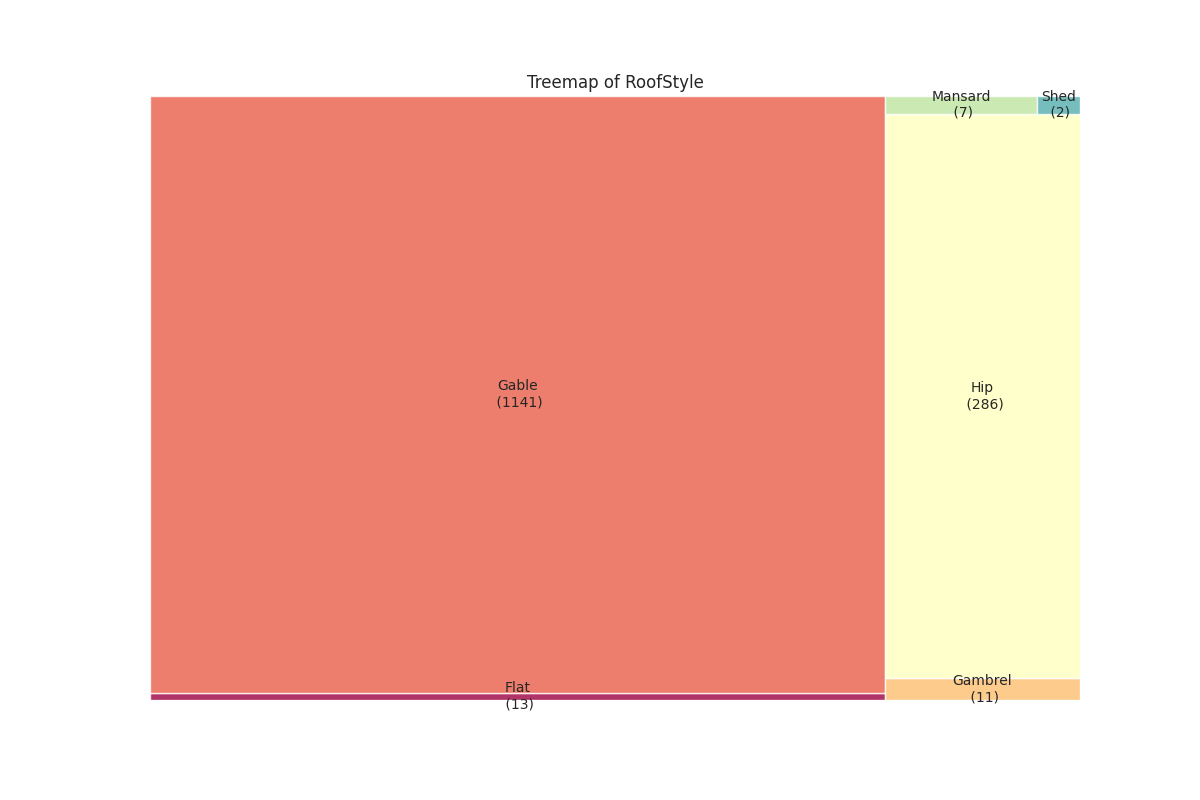 Treemap of RoofStyle
Mansard
(7)
Shed
(2)
Gable
(1141)
Hip
(286)
Flat
(13)
Gambrel
(11)